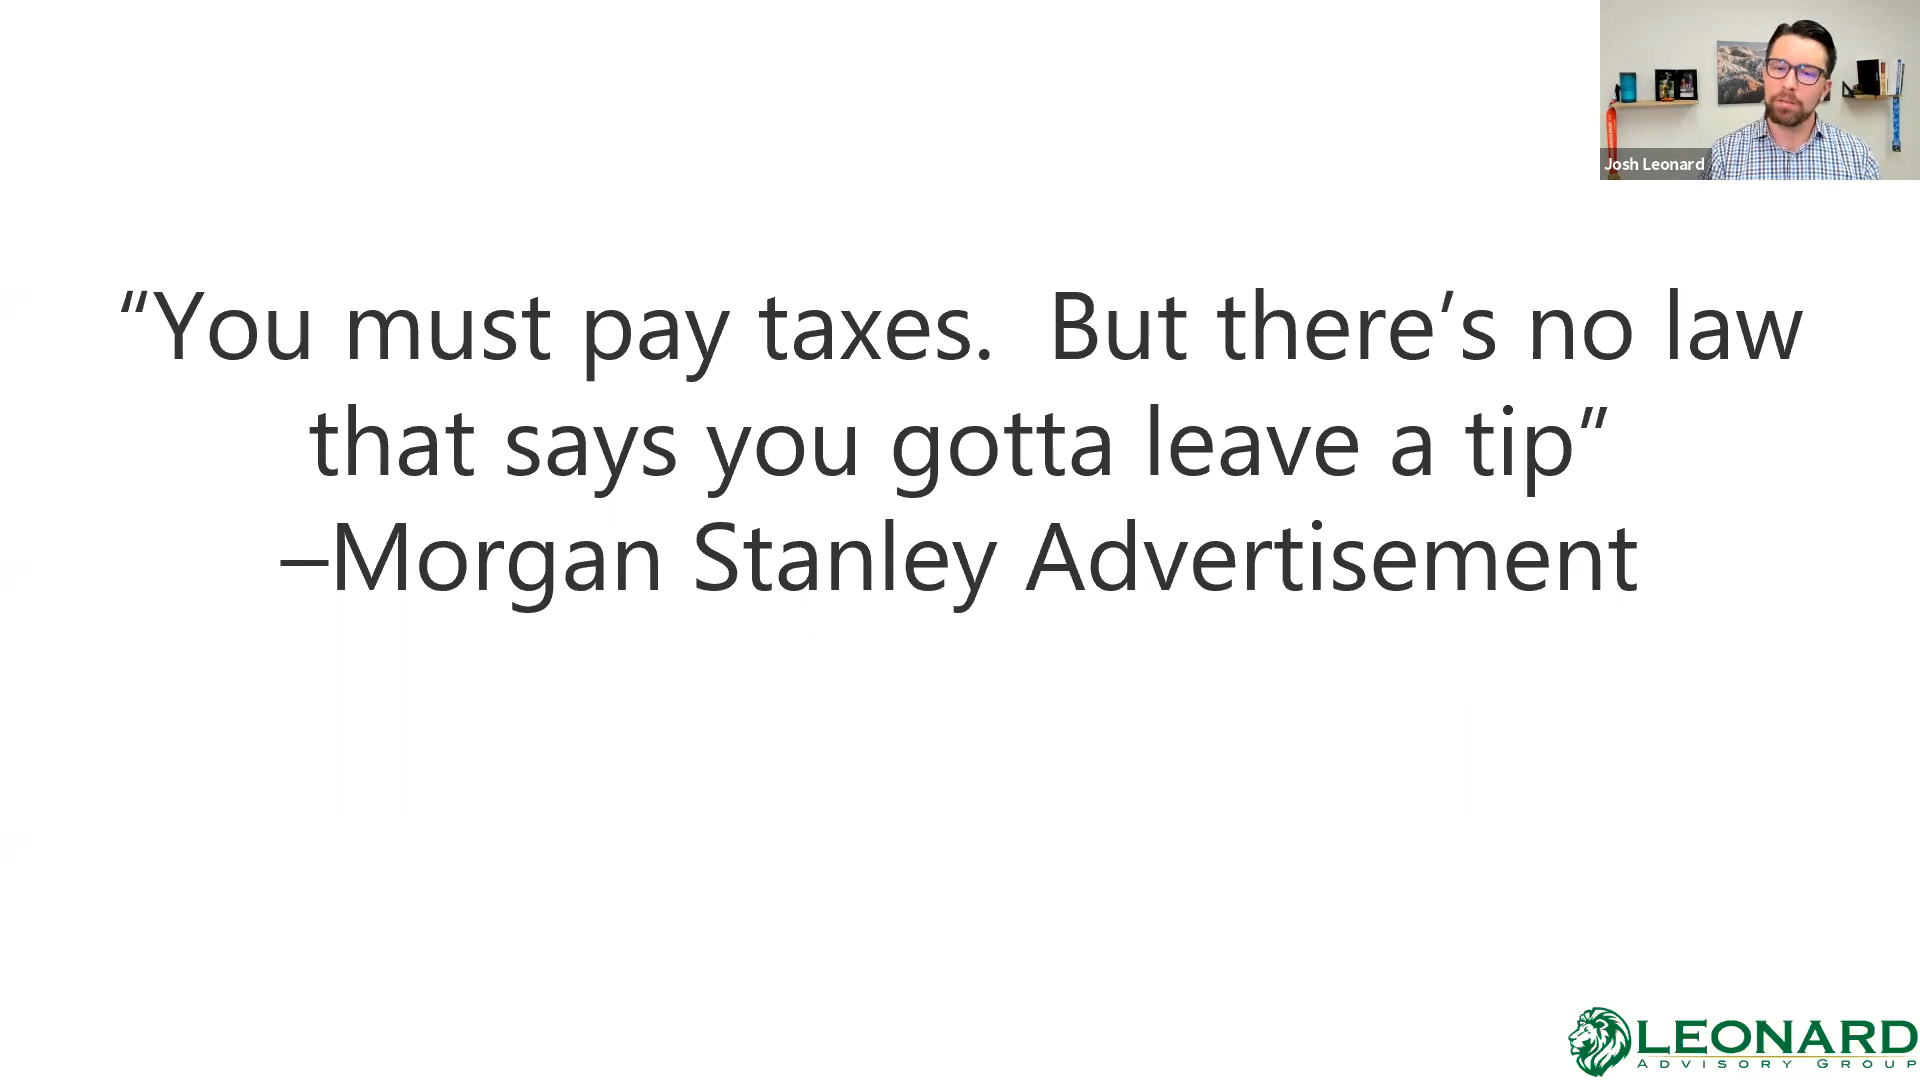 Josh Leonard
“You must pay taxes.  But there’s no law
that says you gotta leave a tip”
–Morgan Stanley Advertisement
LEONARD
ADVISORY GROUP